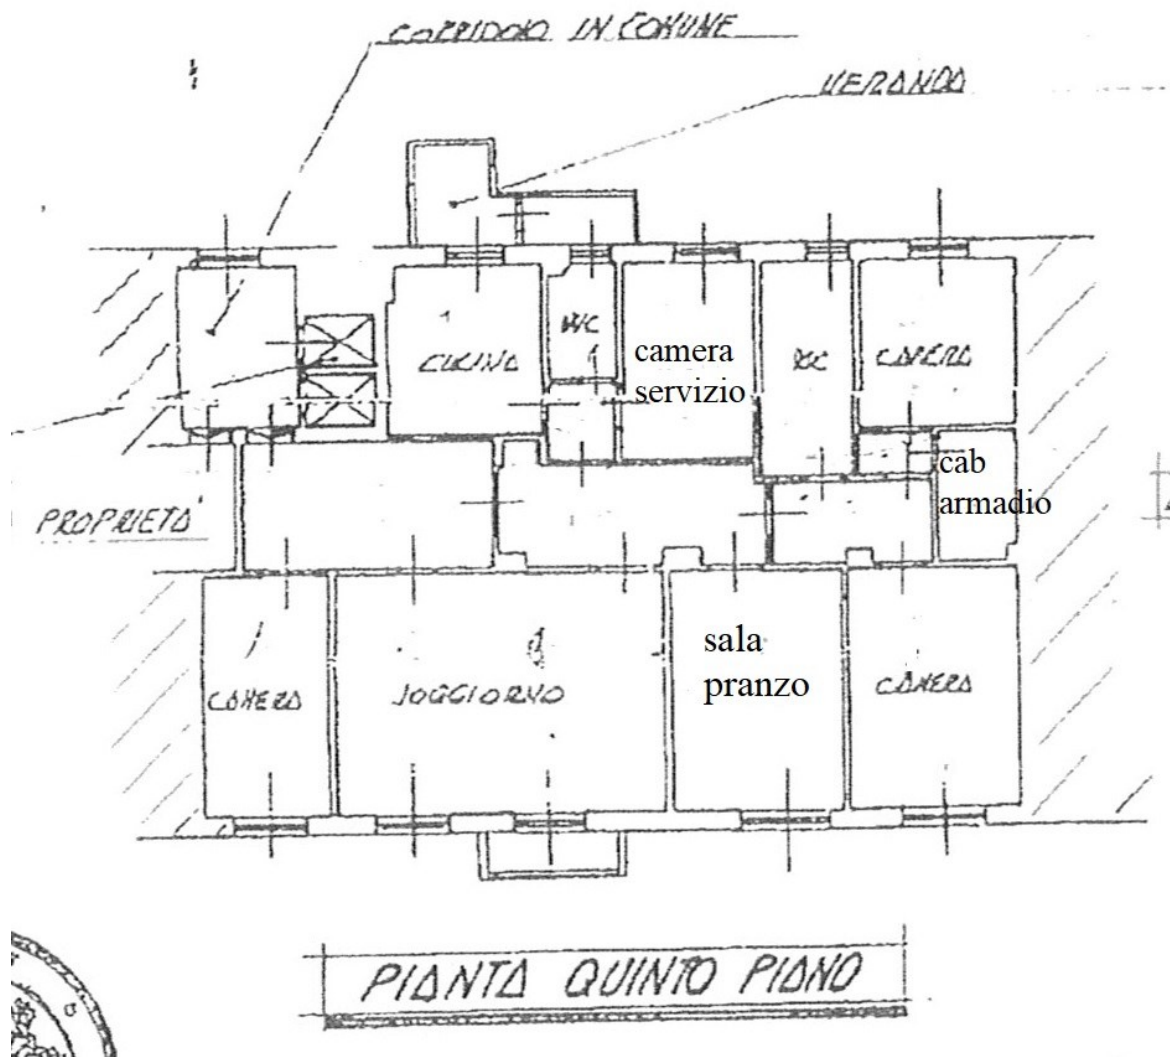 CORRIDOIO IN COMUNE
VERANDA
CUCINA
WC
camera
servizio
WC
CAMERA
cab
armadio
PROPRIETA'
CAMERA
SOGGIORNO
sala
pranzo
CAMERA
PIANTA QUINTO PIANO